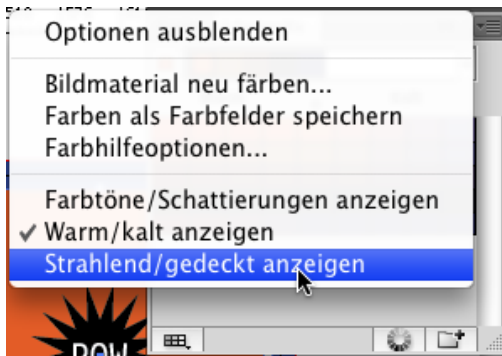 Optionen ausblenden
Bildmaterial neu färben...
Farben als Farbfelder speichern
Farbhilfeoptionen...
Farbtöne/Schattierungen anzeigen
✓ Warm/kalt anzeigen
Strahlend/gedeckt anzeigen
POW